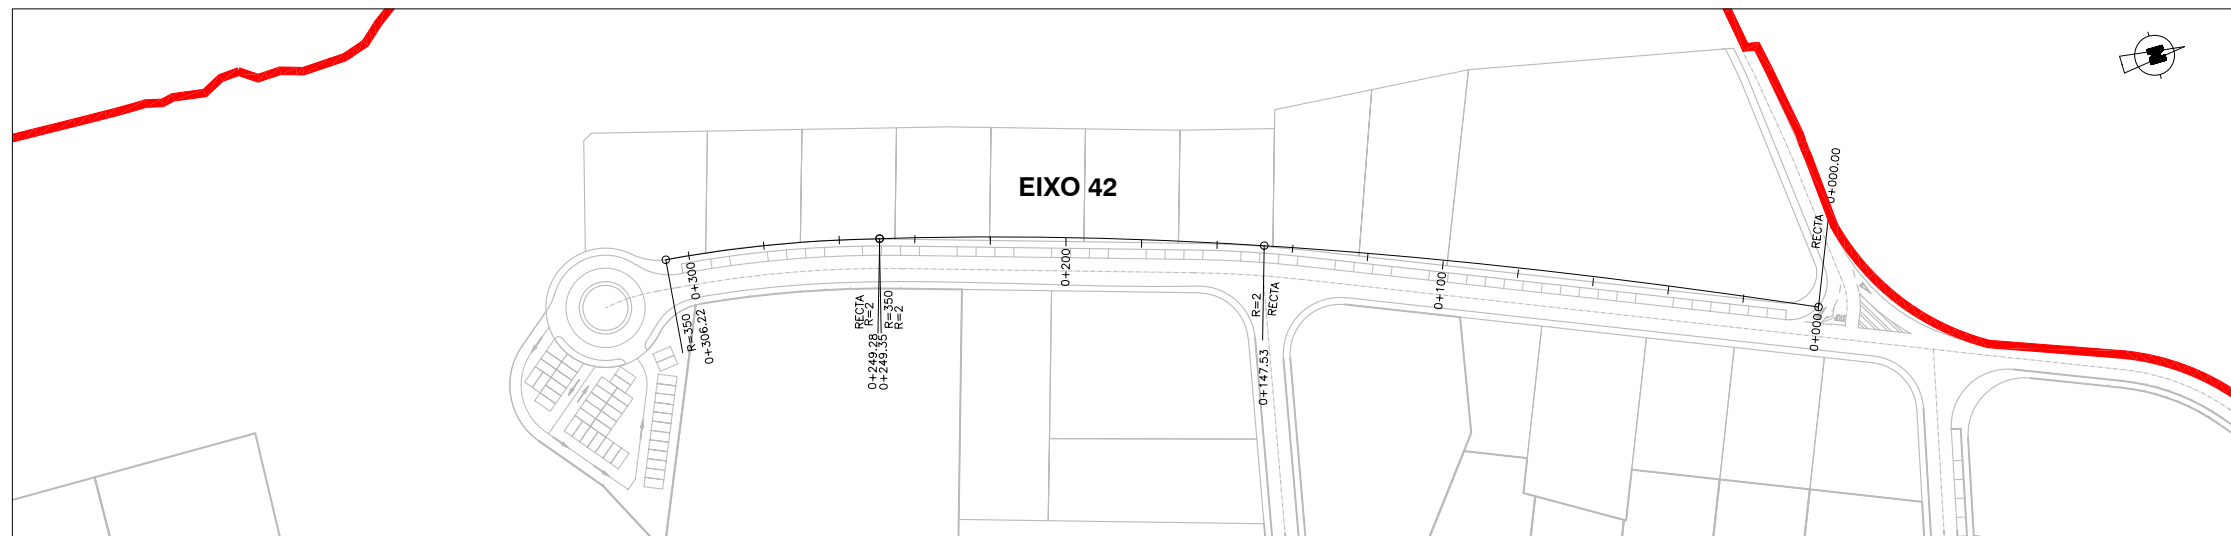 EIXO 42
R=350
0+306.22
0+300
RECTA
R=2
0+249.28
0+249.35
R=350
R=2
0+200
R=2
0+147.53
RECTA
0+100
0+000
RECTA
0+000.00
N